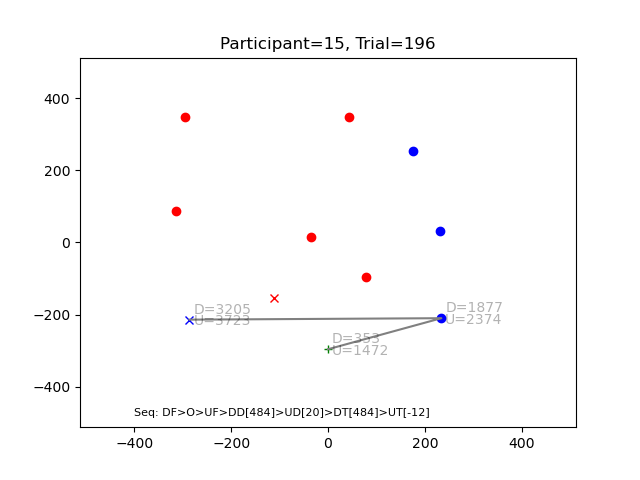 Participant=15, Trial=196
400
200
0
−200
−400
D=3205
U=3723
D=1877
U=2374
D=353
U=1472
Seq: DF>O>UF>DD[484]>UD[20]>DT[484]>UT[-12]
−400 −200 0 200 400